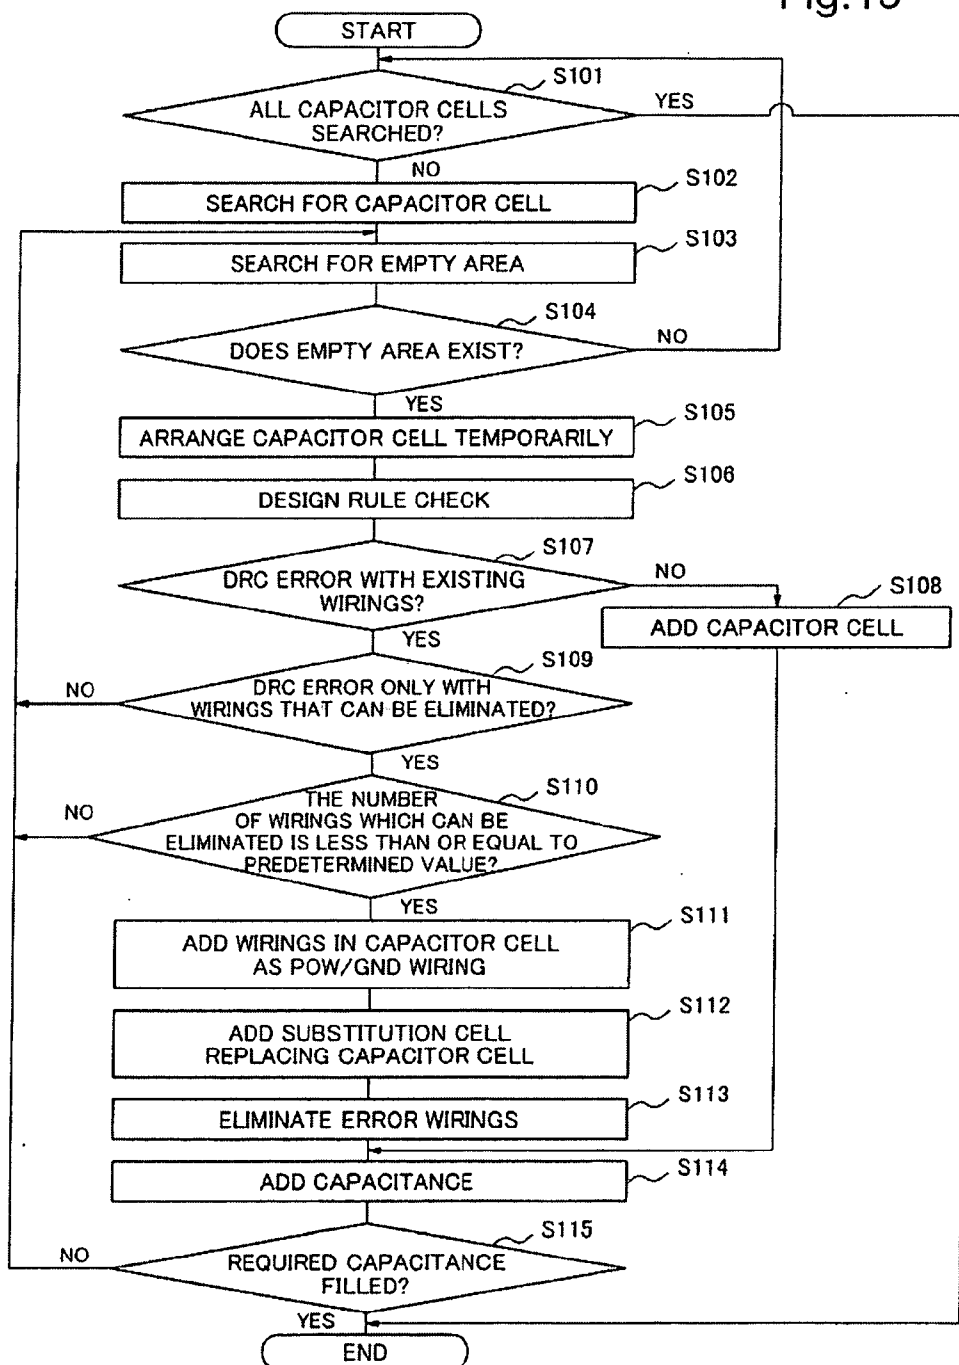 Fig.15
START
S101
ALL CAPACITOR CELLS
SEARCHED?
YES
NO
S102
SEARCH FOR CAPACITOR CELL
S103
SEARCH FOR EMPTY AREA
S104
DOES EMPTY AREA EXIST?
NO
YES
S105
ARRANGE CAPACITOR CELL TEMPORARILY
S106
DESIGN RULE CHECK
S107
DRC ERROR WITH EXISTING
WIRINGS?
NO
YES
S108
ADD CAPACITOR CELL
S109
DRC ERROR ONLY WITH
WIRINGS THAT CAN BE ELIMINATED?
NO
YES
S110
THE NUMBER
OF WIRINGS WHICH CAN BE
ELIMINATED IS LESS THAN OR EQUAL TO
PREDETERMINED VALUE?
NO
YES
S111
ADD WIRINGS IN CAPACITOR CELL
AS POW/GND WIRING
S112
ADD SUBSTITUTION CELL
REPLACING CAPACITOR CELL
S113
ELIMINATE ERROR WIRINGS
S114
ADD CAPACITANCE
S115
REQUIRED CAPACITANCE
FILLED?
NO
YES
END